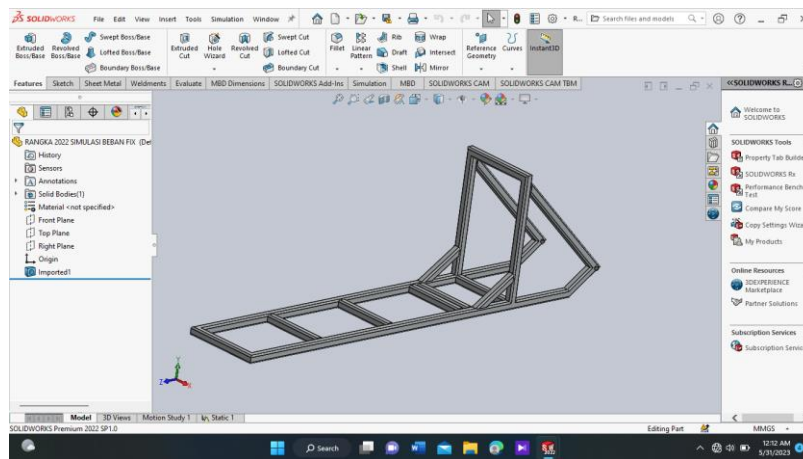 SOLIDWORKS File Edit View Insert Tools Simulation Window
R... Search files and models
Extruded Boss/Base
Revolved Boss/Base
Swept Boss/Base
Lofted Boss/Base
Boundary Boss/Base
Extruded Cut
Hole Wizard
Revolved Cut
Swept Cut
Lofted Cut
Boundary Cut
Fillet
Linear Pattern
Rib
Draft
Shell
Wrap
Intersect
Mirror
Reference Geometry
Curves
Instant3D
Features Sketch Sheet Metal Weldments Evaluate MBD Dimensions SOLIDWORKS Add-Ins Simulation MBD SOLIDWORKS CAM SOLIDWORKS CAM TBM
«SOLIDWORKS R...
RANGKA 2022 SIMULASI BEBAN FIX (De
History
Sensors
Annotations
Solid Bodies(1)
Material <not specified>
Front Plane
Top Plane
Right Plane
Origin
Imported1
Y
Z
X
Welcome to SOLIDWORKS
SOLIDWORKS Tools
Property Tab Builde
SOLIDWORKS Rx
Performance Bench Test
Compare My Score
Copy Settings Wiza
My Products
Online Resources
3DEXPERIENCE Marketplace
Partner Solutions
Subscription Services
Subscription Servic
Model 3D Views Motion Study 1 Static 1
SOLIDWORKS Premium 2022 SP1.0
Editing Part
MMGS
Search
12:12 AM
5/31/2023